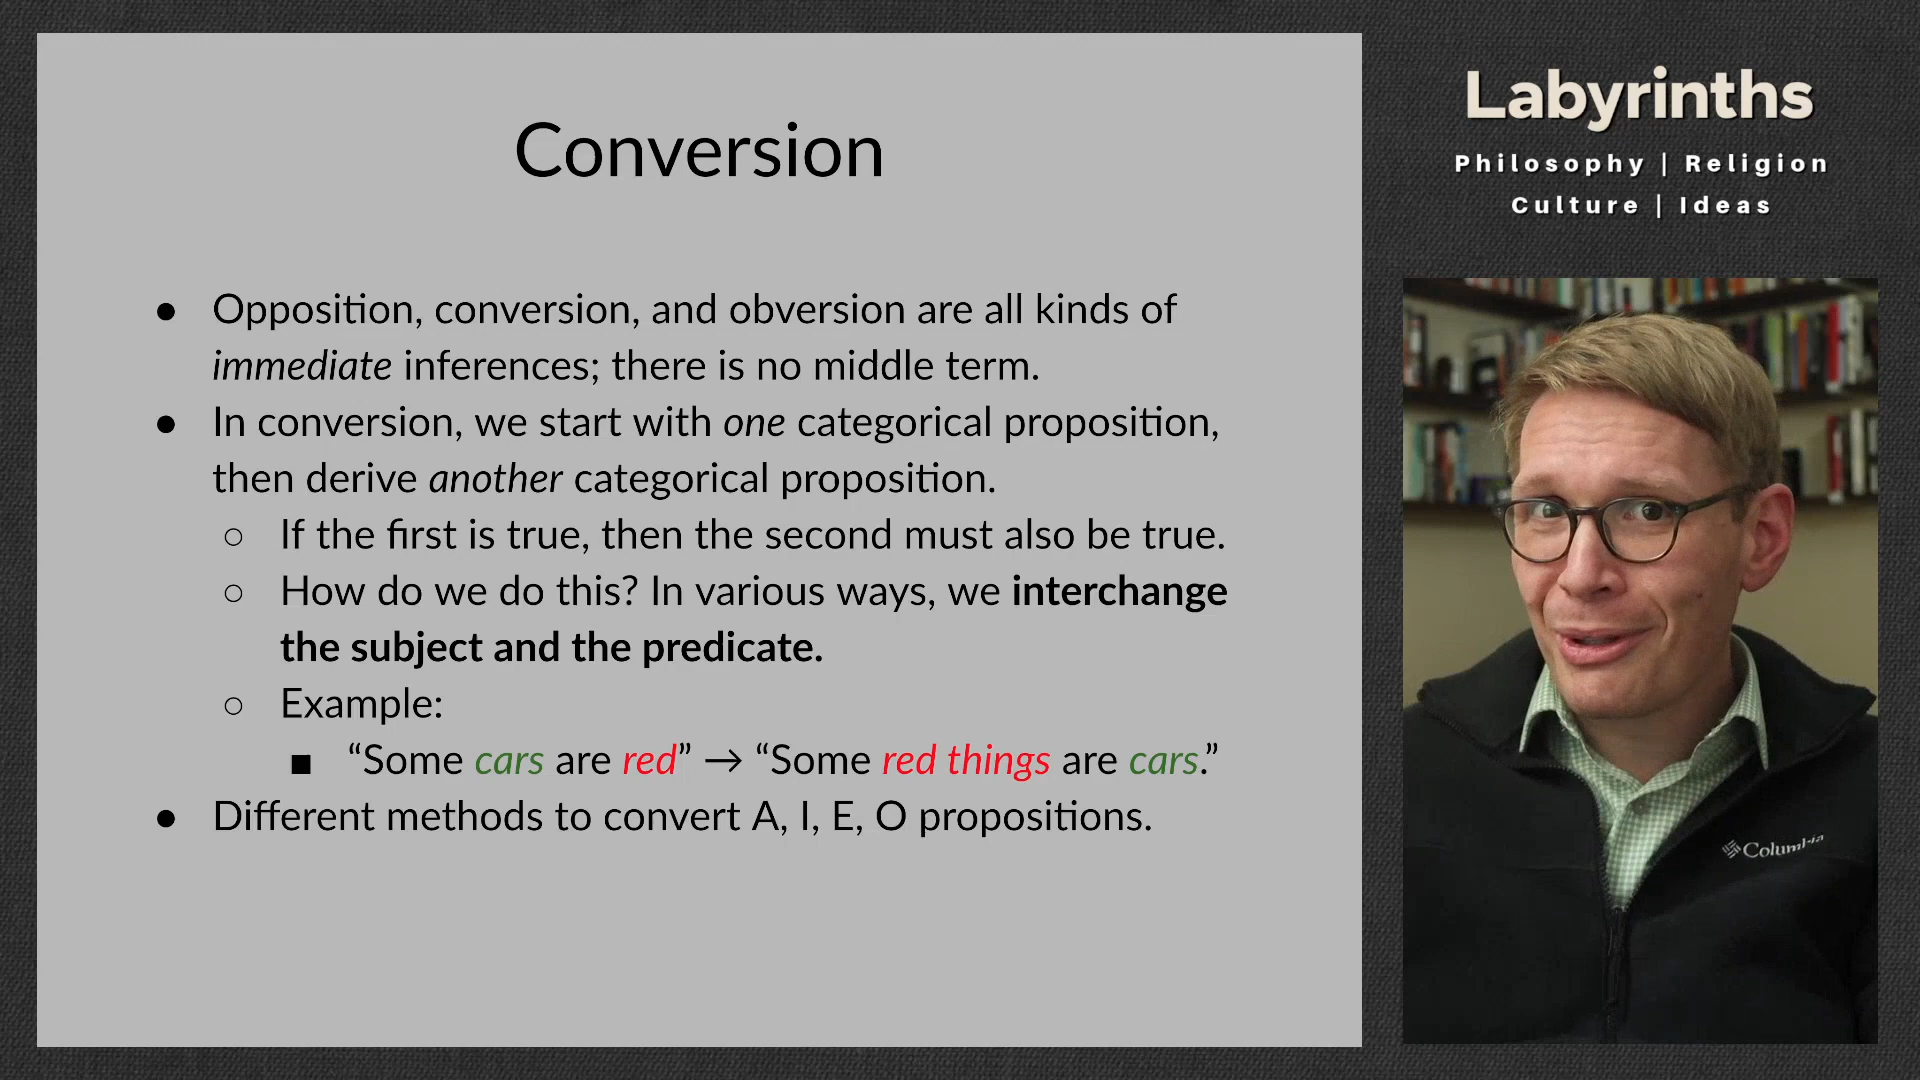 Conversion
● Opposition, conversion, and obversion are all kinds of
immediate inferences; there is no middle term.
● In conversion, we start with one categorical proposition,
then derive another categorical proposition.
○ If the first is true, then the second must also be true.
○ How do we do this? In various ways, we interchange
the subject and the predicate.
○ Example:
■ “Some cars are red” → “Some red things are cars.”
● Different methods to convert A, I, E, O propositions.
Labyrinths
Philosophy | Religion
Culture | Ideas
Columbia